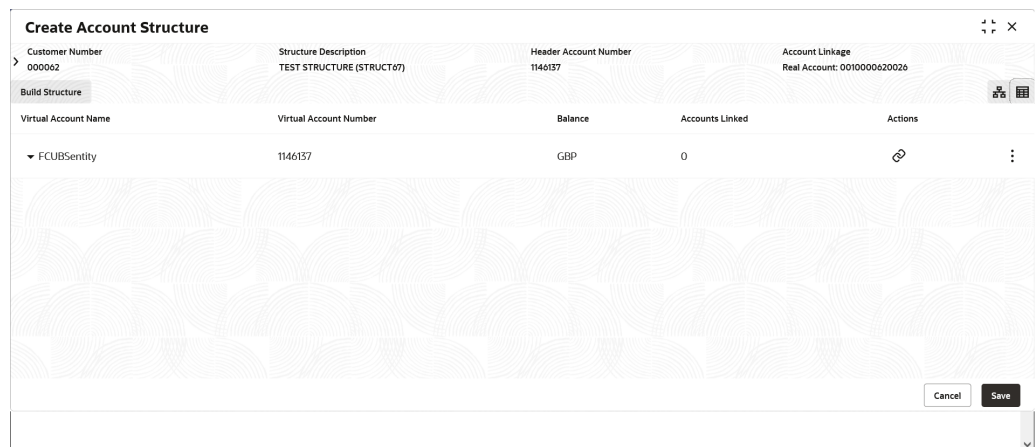 Create Account Structure
Customer Number Structure Description Header Account Number Account Linkage
000062 TEST STRUCTURE (STRUCT67) 1146137 Real Account: 0010000620026
Build Structure
Virtual Account Name Virtual Account Number Balance Accounts Linked Actions
FCUBSentity 1146137 GBP 0
Cancel Save